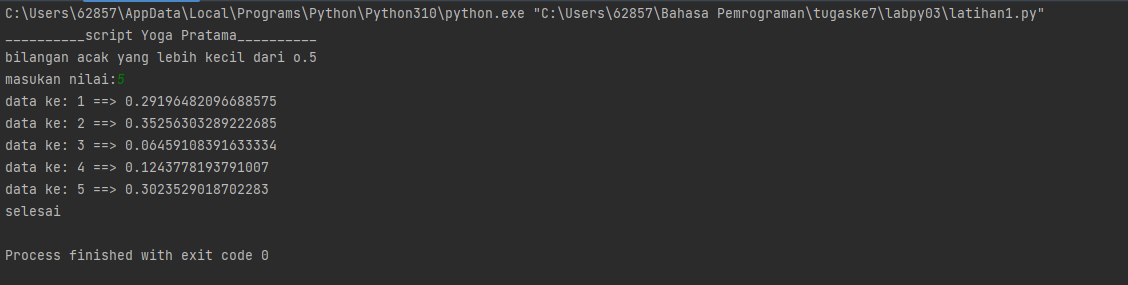 C:\Users\62857\AppData\Local\Programs\Python\Python310\python.exe "C:\Users\62857\Bahasa Pemrograman\tugaske7\labpy03\latihan1.py"
__________script Yoga Pratama__________
bilangan acak yang lebih kecil dari o.5
masukan nilai:5
data ke: 1 ==> 0.29196482096688575
data ke: 2 ==> 0.35256303289222685
data ke: 3 ==> 0.06459108391633334
data ke: 4 ==> 0.1243778193791007
data ke: 5 ==> 0.3023529018702283
selesai
Process finished with exit code 0